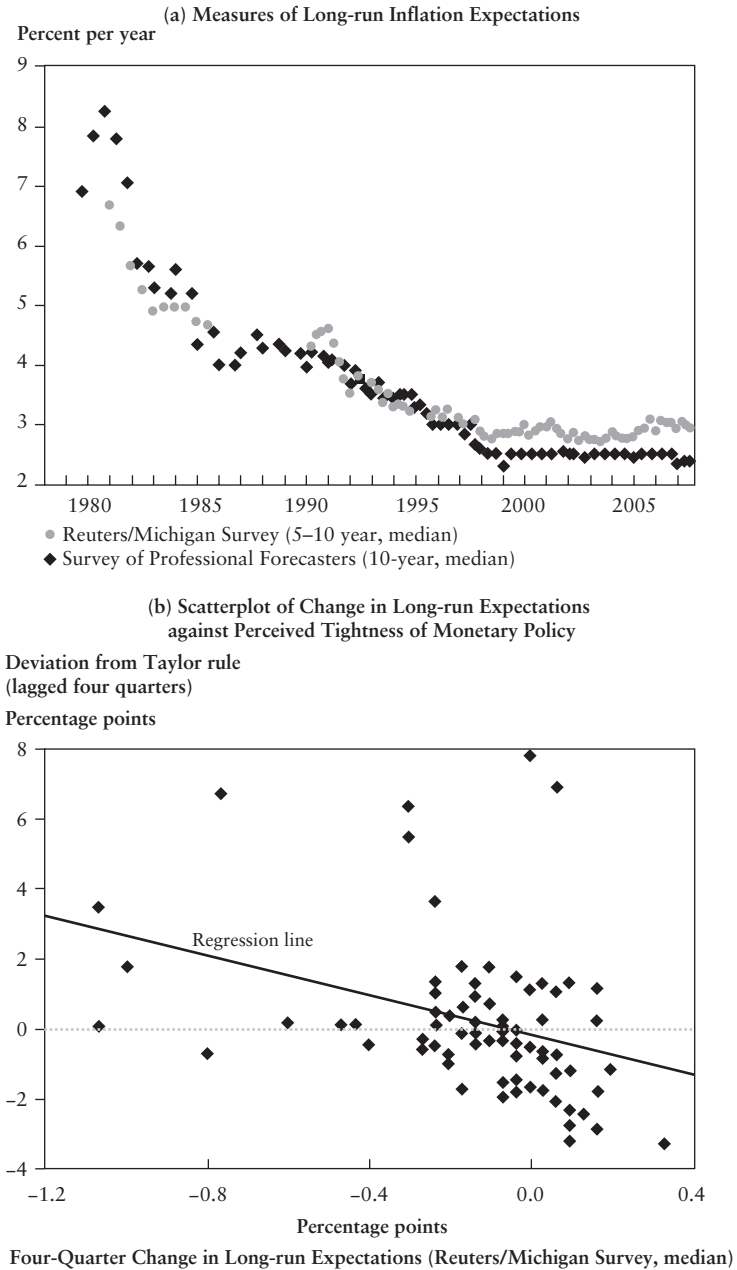 (a) Measures of Long-run Inflation Expectations
Percent per year
9
8
7
6
5
4
3
2
1980 1985 1990 1995 2000 2005
Reuters/Michigan Survey (5–10 year, median)
Survey of Professional Forecasters (10-year, median)
(b) Scatterplot of Change in Long-run Expectations
against Perceived Tightness of Monetary Policy
Deviation from Taylor rule
(lagged four quarters)
Percentage points
8
6
4
Regression line
2
0
−2
−4
−1.2 −0.8 −0.4 0.0 0.4
Percentage points
Four-Quarter Change in Long-run Expectations (Reuters/Michigan Survey, median)